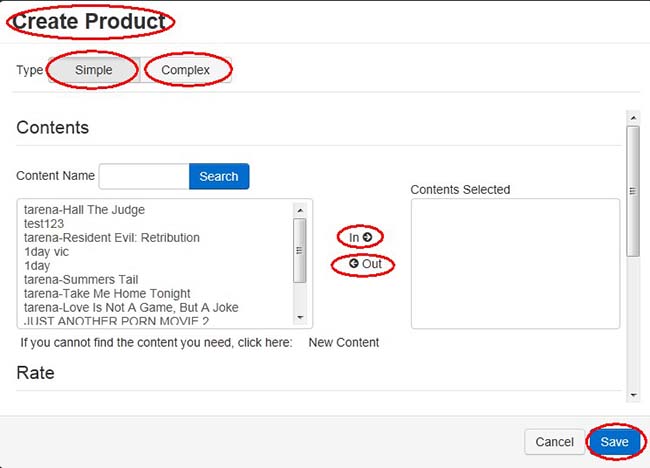 Create Product
Type Simple Complex
Contents
Content Name Search
Contents Selected
tarena-Hall The Judge
test123
tarena-Resident Evil: Retribution
1day vic
1day
tarena-Summers Tail
tarena-Take Me Home Tonight
tarena-Love Is Not A Game, But A Joke
JUST ANOTHER PORN MOVIE 2
In
Out
If you cannot find the content you need, click here: New Content
Rate
Cancel Save